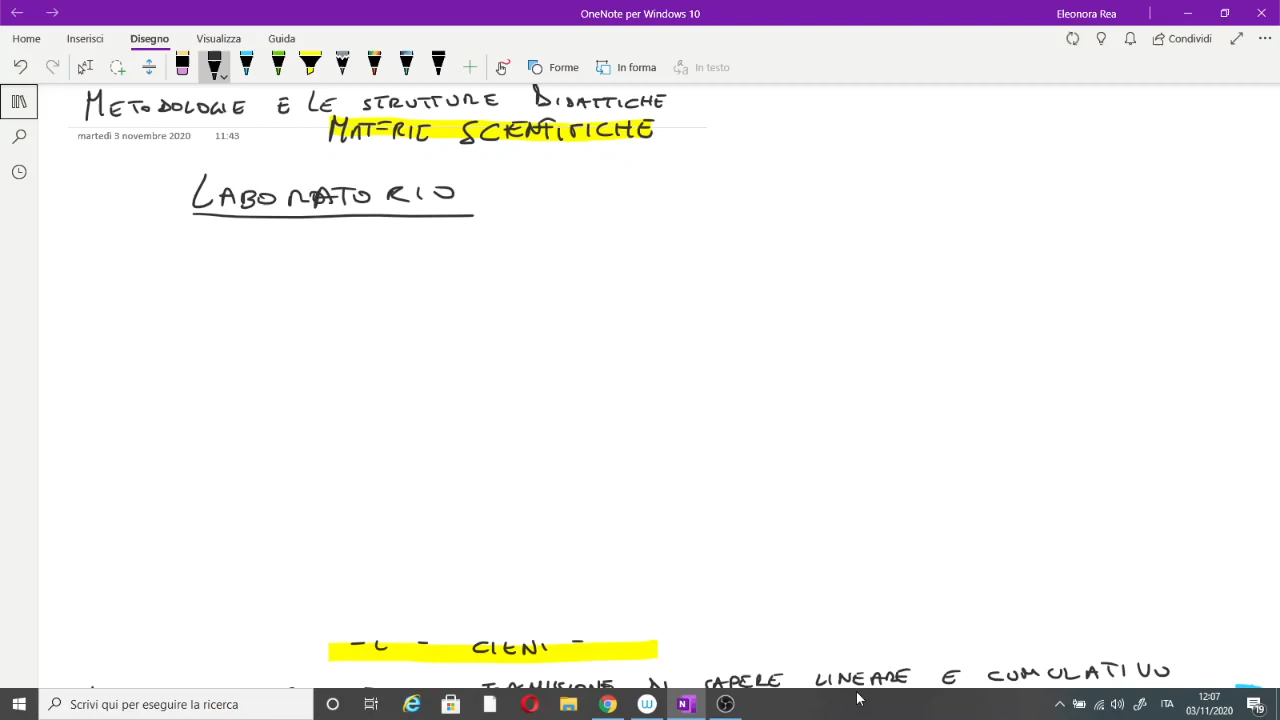 OneNote per Windows 10
Eleonora Rea
Home Inserisci Disegno Visualizza Guida
Condividi
Forme In forma In testo
METODOLOGIE E LE STRUTTURE DIDATTICHE
martedì 3 novembre 2020 11:43
MATERIE SCIENTIFICHE
LABORATORIO
SAPERE LINEARE E CUMULATIVO
Scrivi qui per eseguire la ricerca
ITA
12:07
03/11/2020
19